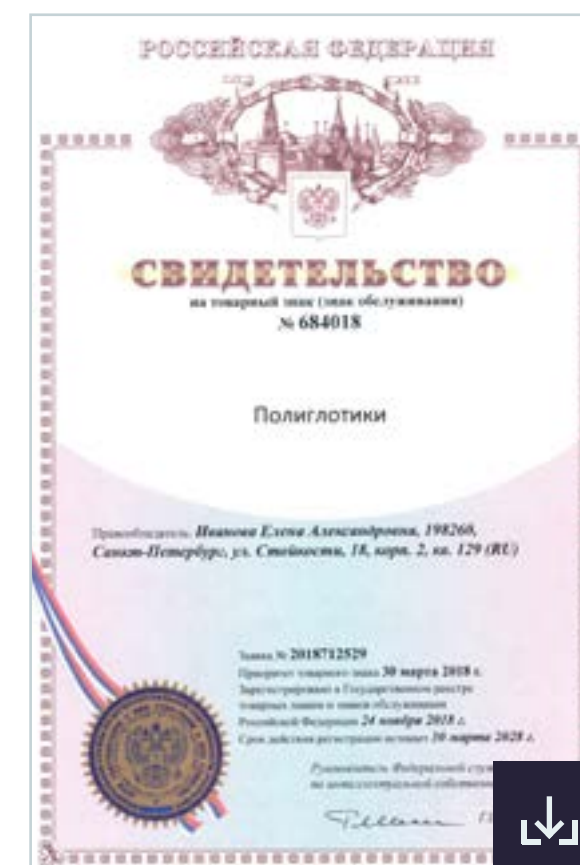 РОССИЙСКАЯ ФЕДЕРАЦИЯ
СВИДЕТЕЛЬСТВО
на товарный знак (знак обслуживания)
№ 684018
Полиглотики
Правообладатель: Иванова Елена Александровна, 198260,
Санкт-Петербург, ул. Стойкости, 18, корп. 2, кв. 129 (RU)
Заявка № 2018712529
Приоритет товарного знака 30 марта 2018 г.
Зарегистрировано в Государственном реестре
товарных знаков и знаков обслуживания
Российской Федерации 24 ноября 2018 г.
Срок действия регистрации истекает 30 марта 2028 г.
Руководитель Федеральной
по интеллектуальной